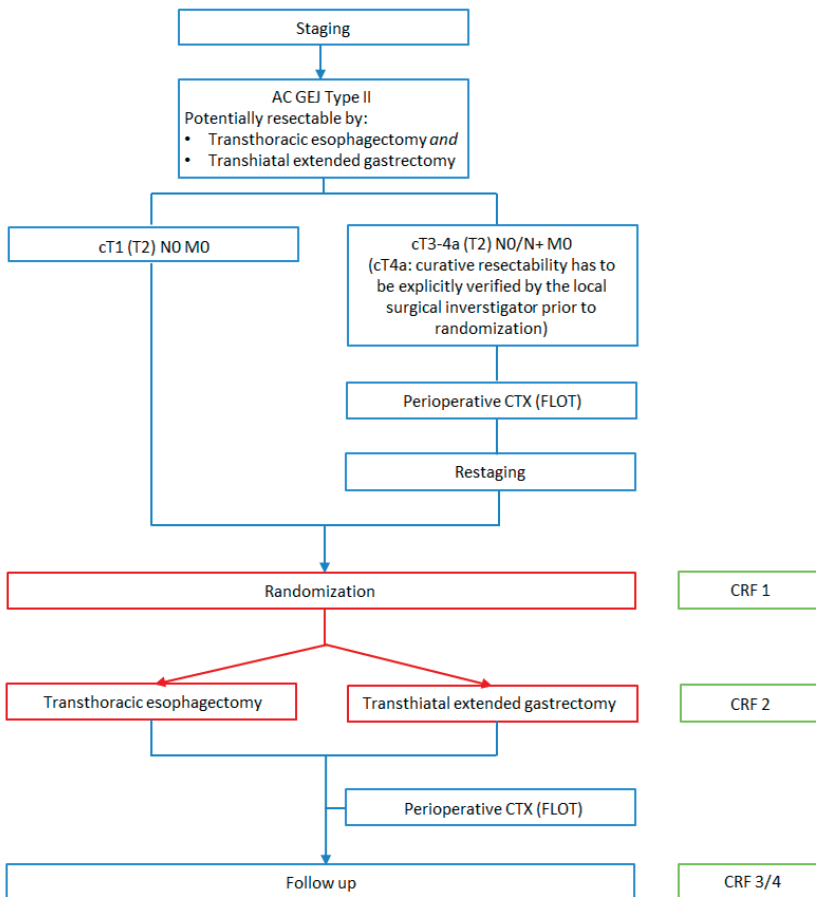 Staging
AC GEJ Type II
Potentially resectable by:
• Transthoracic esophagectomy and
• Transhiatal extended gastrectomy
cT1 (T2) N0 M0
cT3-4a (T2) N0/N+ M0
(cT4a: curative resectability has to
be explicitly verified by the local
surgical inverstigator prior to
randomization)
Perioperative CTX (FLOT)
Restaging
Randomization
CRF 1
Transthoracic esophagectomy
Transthiatal extended gastrectomy
CRF 2
Perioperative CTX (FLOT)
Follow up
CRF 3/4